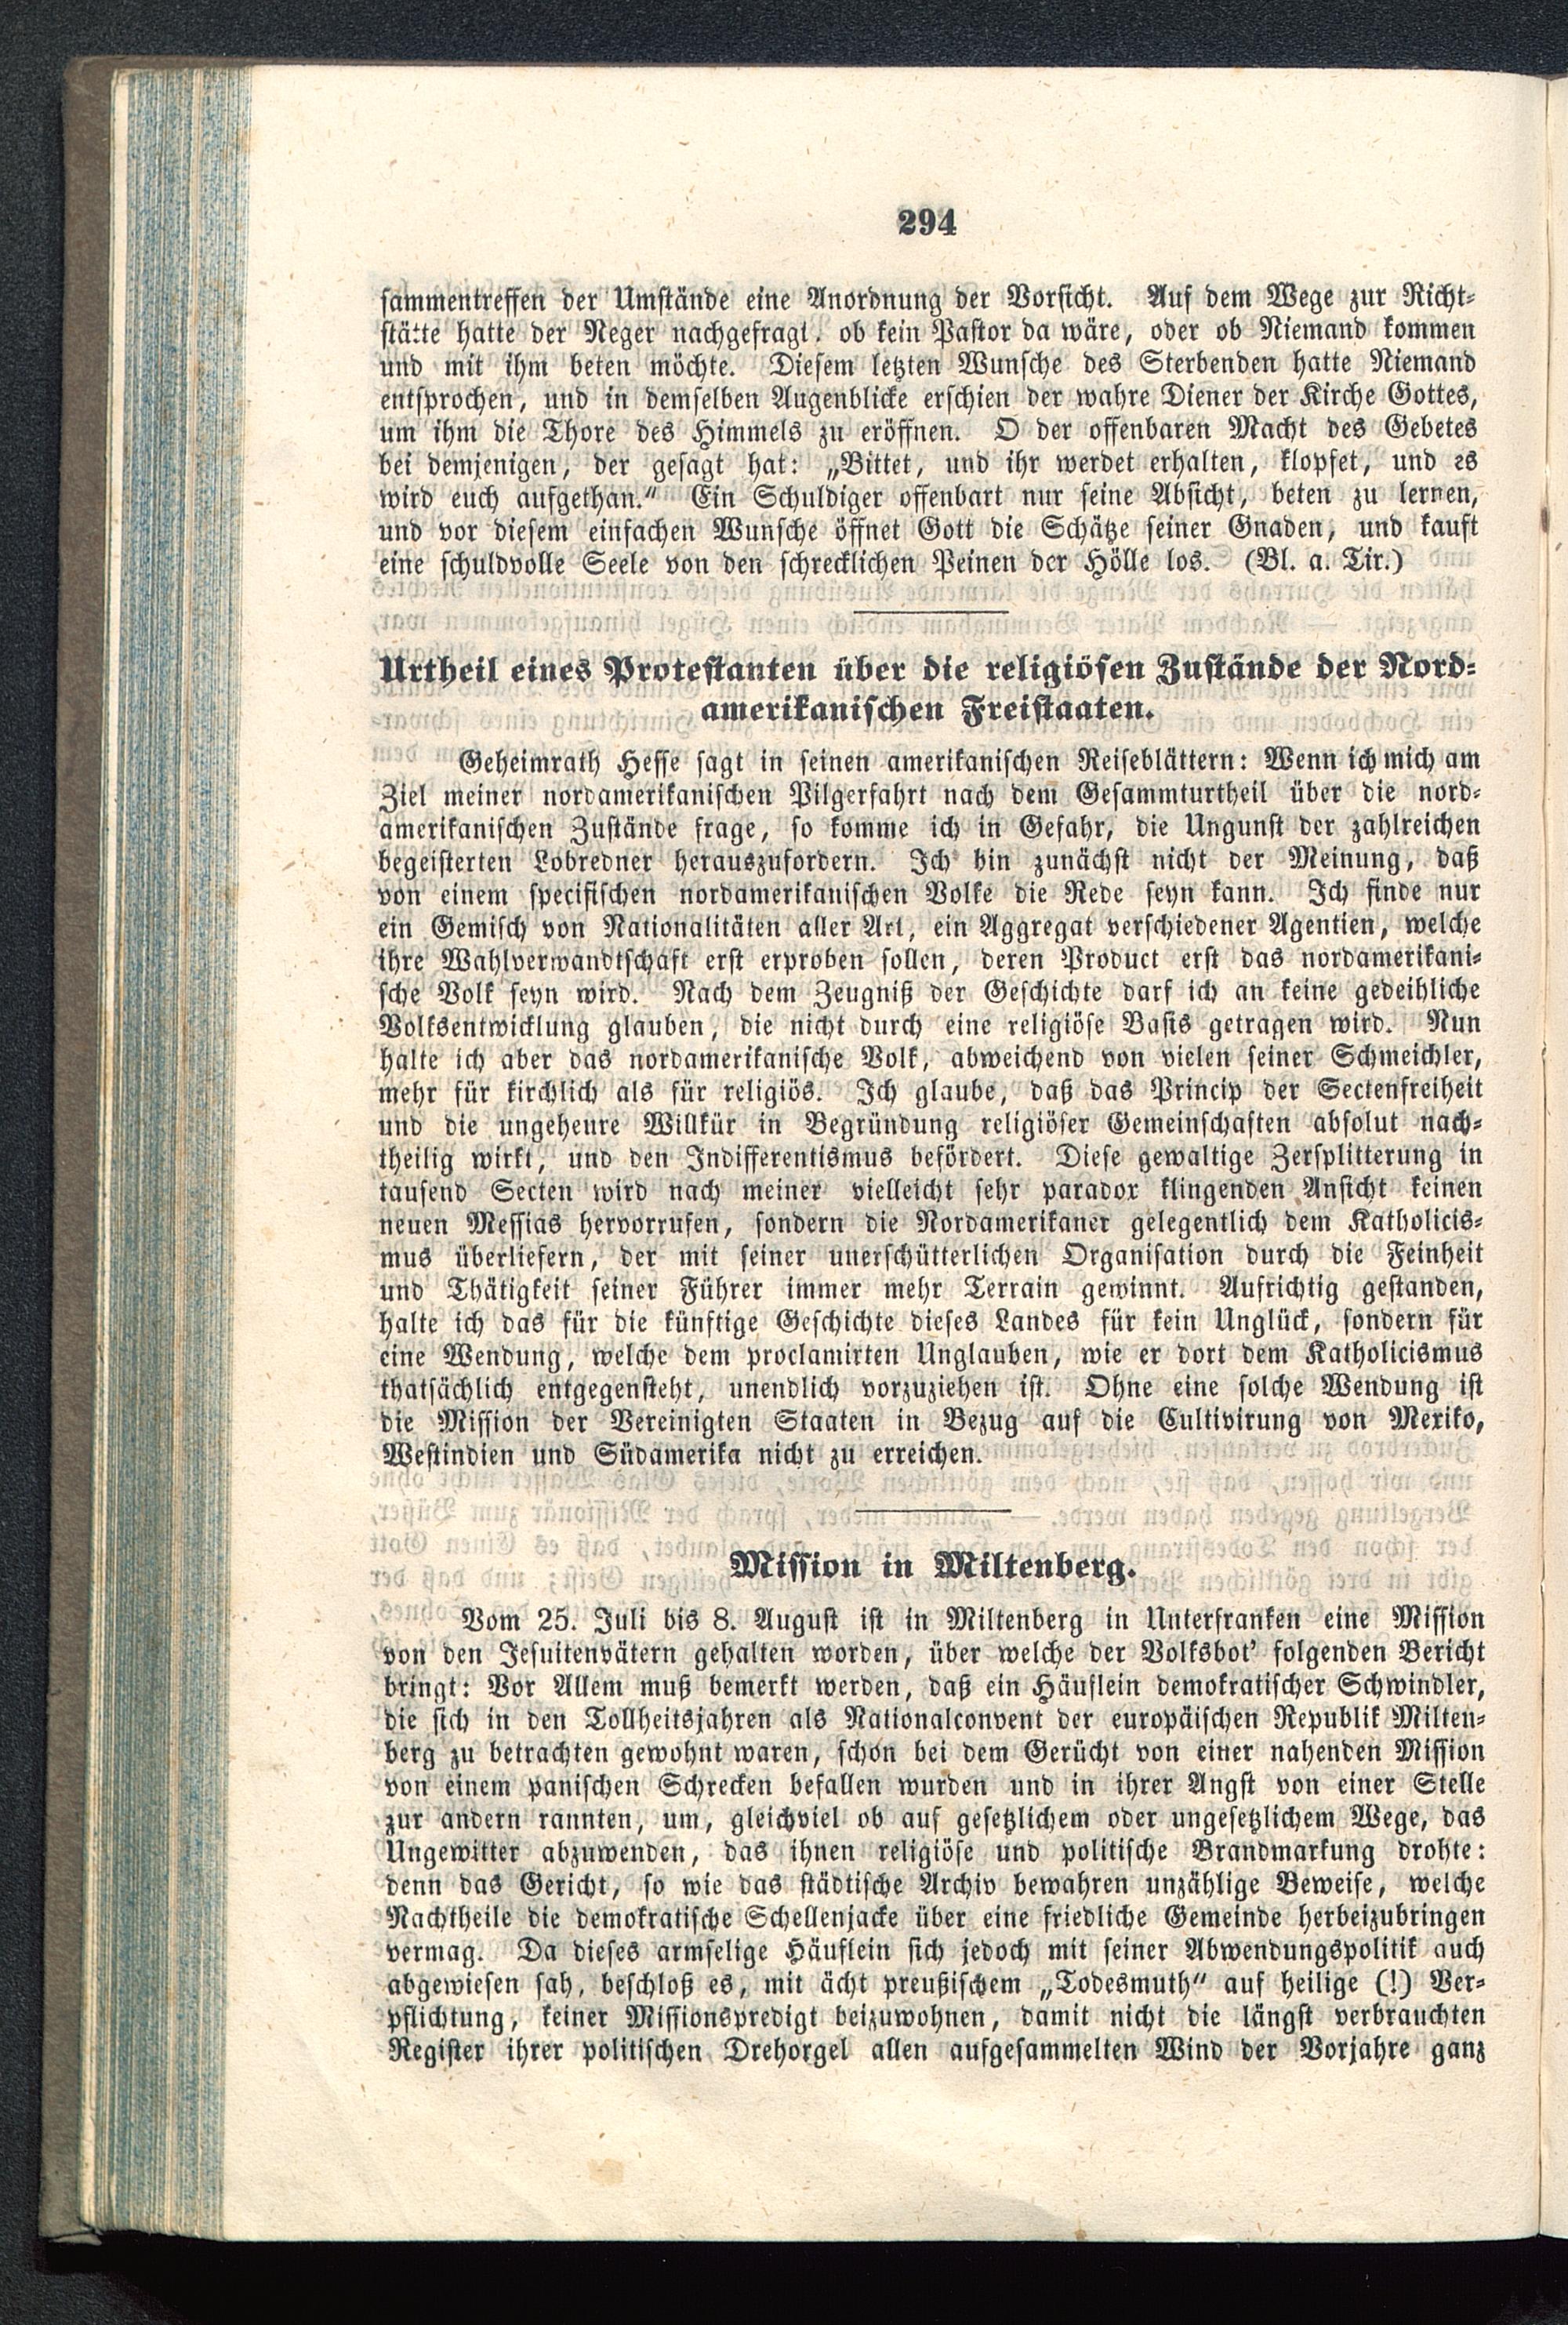 294
sammentreffen der Umstände eine Anordnung der Vorsicht. Auf dem Wege zur Richt-
stätte hatte der Neger nachgefragt, ob kein Pastor da wäre, oder ob Niemand kommen
und mit ihm beten möchte. Diesem letzten Wunsche des Sterbenden hatte Niemand
entsprochen, und in demselben Augenblicke erschien der wahre Diener der Kirche Gottes,
um ihm die Thore des Himmels zu eröffnen. O der offenbaren Macht des Gebetes
bei demjenigen, der gesagt hat: „Bittet, und ihr werdet erhalten, klopfet, und es
wird euch aufgethan.“ Ein Schuldiger offenbart nur seine Absicht, beten zu lernen,
und vor diesem einfachen Wunsche öffnet Gott die Schätze seiner Gnaden, und kauft
eine schuldvolle Seele von den schrecklichen Peinen der Hölle los. (Bl. a. Tir.)
Urtheil eines Protestanten über die religiösen Zustände der Nord-
amerikanischen Freistaaten.
Geheimrath Hesse sagt in seinen amerikanischen Reiseblättern: Wenn ich mich am
Ziel meiner nordamerikanischen Pilgerfahrt nach dem Gesammturtheil über die nord-
amerikanischen Zustände frage, so komme ich in Gefahr, die Ungunst der zahlreichen
begeisterten Lobredner herauszufordern. Ich bin zunächst nicht der Meinung, daß
von einem specifischen nordamerikanischen Volke die Rede seyn kann. Ich finde nur
ein Gemisch von Nationalitäten aller Art, ein Aggregat verschiedener Agentien, welche
ihre Wahlverwandtschaft erst erproben sollen, deren Product erst das nordamerikani-
sche Volk seyn wird. Nach dem Zeugniß der Geschichte darf ich an keine gedeihliche
Volksentwicklung glauben, die nicht durch eine religiöse Basis getragen wird. Nun
halte ich aber das nordamerikanische Volk, abweichend von vielen seiner Schmeichler,
mehr für kirchlich als für religiös. Ich glaube, daß das Princip der Sectenfreiheit
und die ungeheure Willkür in Begründung religiöser Gemeinschaften absolut nach-
theilig wirkt, und den Indifferentismus befördert. Diese gewaltige Zersplitterung in
tausend Secten wird nach meiner vielleicht sehr paradox klingenden Ansicht keinen
neuen Messias hervorrufen, sondern die Nordamerikaner gelegentlich dem Katholicis-
mus überliefern, der mit seiner unerschütterlichen Organisation durch die Feinheit
und Thätigkeit seiner Führer immer mehr Terrain gewinnt. Aufrichtig gestanden,
halte ich das für die künftige Geschichte dieses Landes für kein Unglück, sondern für
eine Wendung, welche dem proclamirten Unglauben, wie er dort dem Katholicismus
thatsächlich entgegensteht, unendlich vorzuziehen ist. Ohne eine solche Wendung ist
die Mission der Vereinigten Staaten in Bezug auf die Cultivirung von Mexiko,
Westindien und Südamerika nicht zu erreichen.
Mission in Miltenberg.
Vom 25. Juli bis 8. August ist in Miltenberg in Unterfranken eine Mission
von den Jesuitenvätern gehalten worden, über welche der Volksbot' folgenden Bericht
bringt: Vor Allem muß bemerkt werden, daß ein Häuflein demokratischer Schwindler,
die sich in den Tollheitsjahren als Nationalconvent der europäischen Republik Milten-
berg zu betrachten gewohnt waren, schon bei dem Gerücht von einer nahenden Mission
von einem panischen Schrecken befallen wurden und in ihrer Angst von einer Stelle
zur andern rannten, um, gleichviel ob auf gesetzlichem oder ungesetzlichem Wege, das
Ungewitter abzuwenden, das ihnen religiöse und politische Brandmarkung drohte:
denn das Gericht, so wie das städtische Archiv bewahren unzählige Beweise, welche
Nachtheile die demokratische Schellenjacke über eine friedliche Gemeinde herbeizubringen
vermag. Da dieses armselige Häuflein sich jedoch mit seiner Abwendungspolitik auch
abgewiesen sah, beschloß es, mit ächt preußischem „Todesmuth“ auf heilige (!) Ver-
pflichtung, keiner Missionspredigt beizuwohnen, damit nicht die längst verbrauchten
Register ihrer politischen Drehorgel allen aufgesammelten Wind der Vorjahre ganz